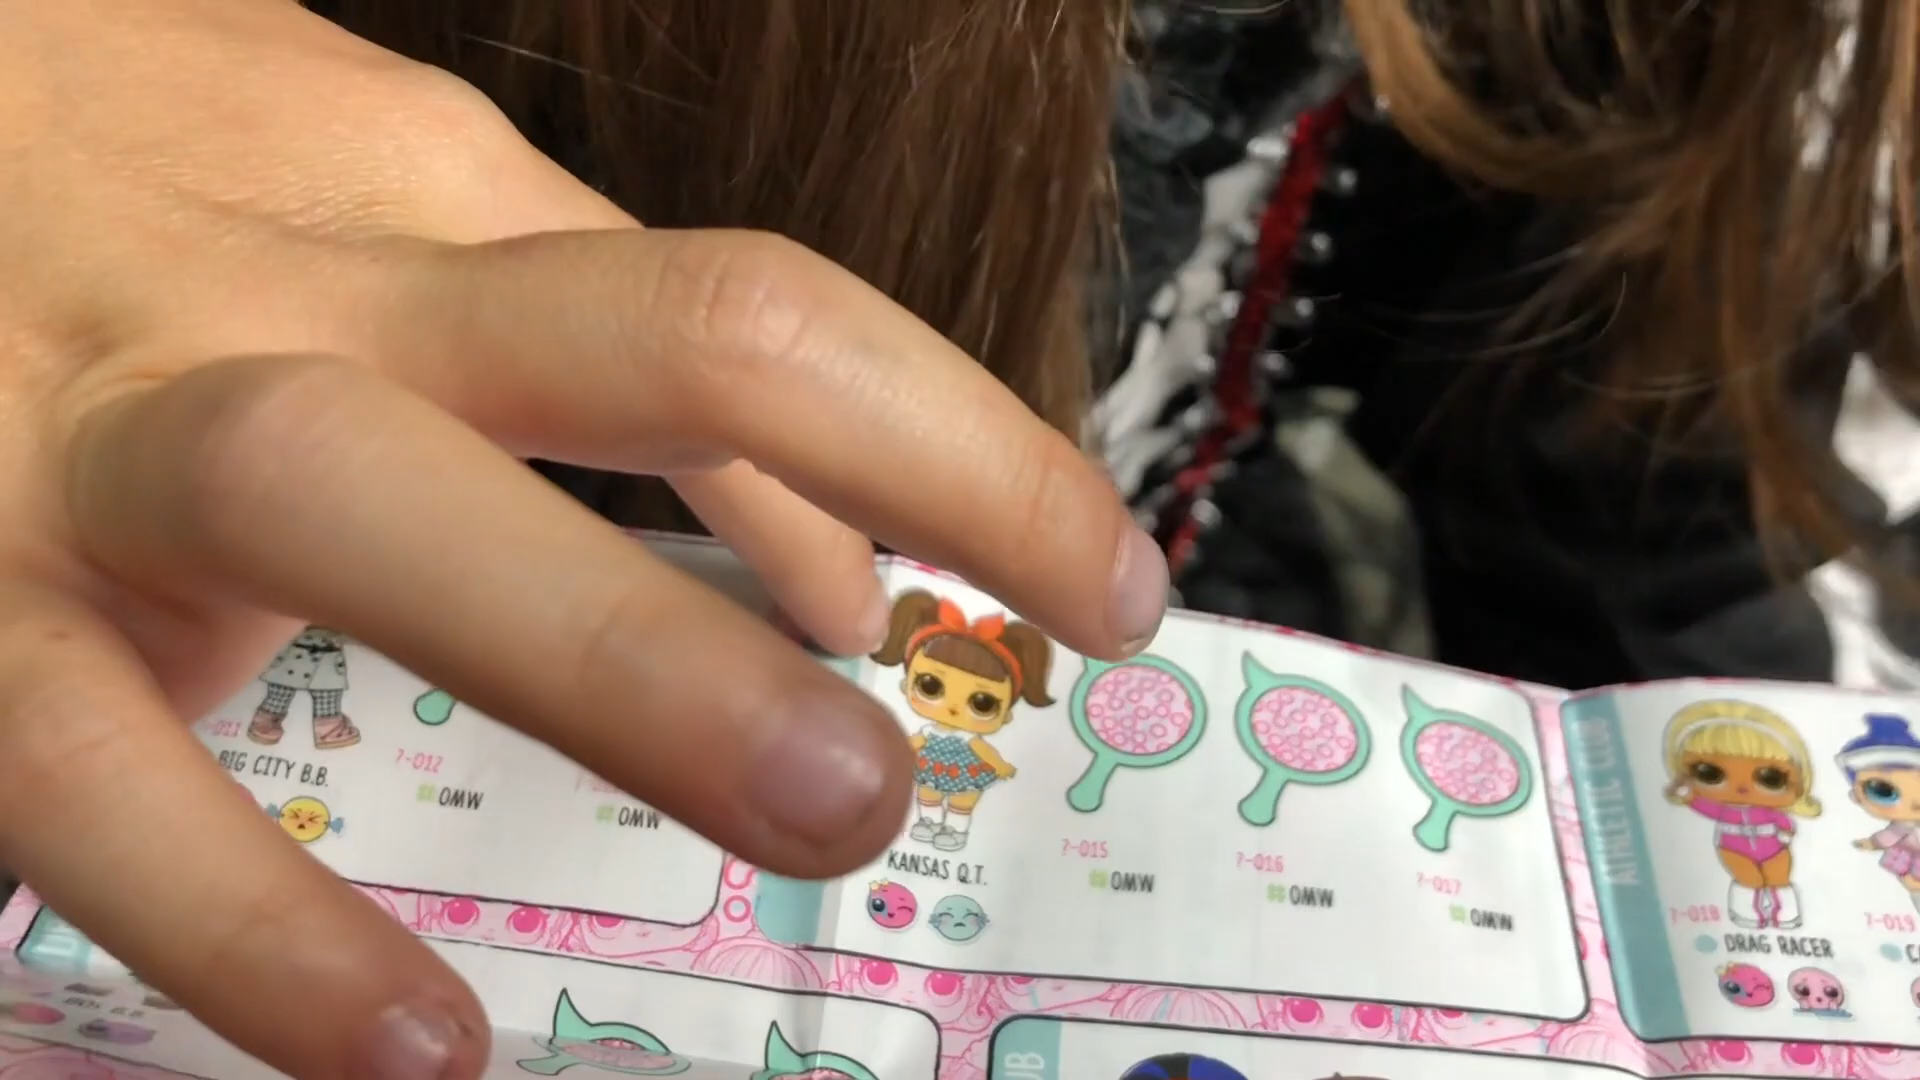 ?-011
BIG CITY B.B.
?-012
#OMW
#OMW
KANSAS Q.T.
?-015
#OMW
?-016
#OMW
?-017
#OMW
ATHLETIC CLUB
?-018
DRAG RACER
?-019